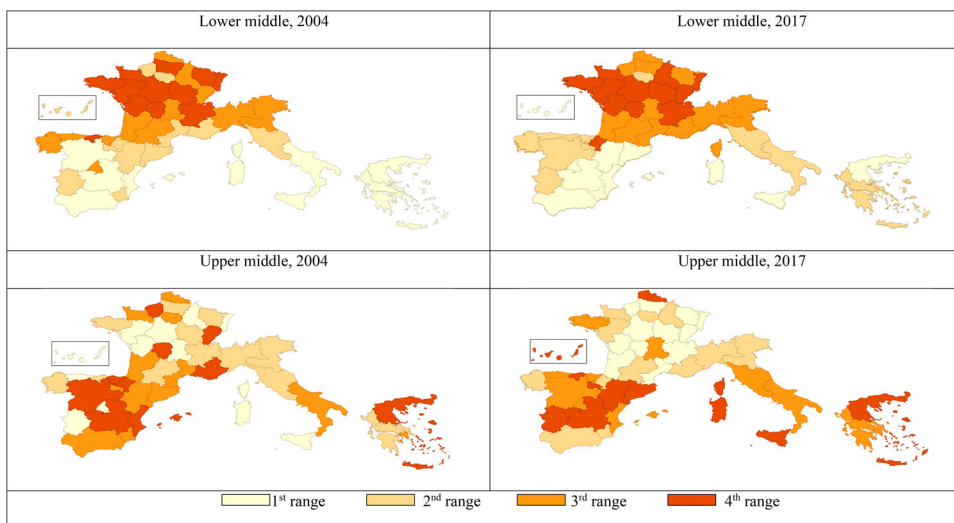 Lower middle, 2004
Lower middle, 2017
Upper middle, 2004
Upper middle, 2017
1st range
2nd range
3rd range
4th range